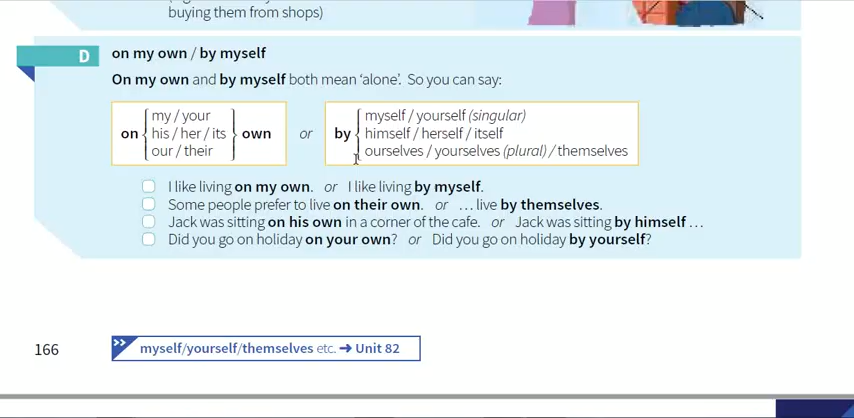 buying them from shops)
D on my own / by myself
On my own and by myself both mean ‘alone’. So you can say:
my / your
on his / her / its own
our / their
or
myself / yourself (singular)
by himself / herself / itself
ourselves / yourselves (plural) / themselves
I like living on my own. or I like living by myself.
Some people prefer to live on their own. or … live by themselves.
Jack was sitting on his own in a corner of the cafe. or Jack was sitting by himself …
Did you go on holiday on your own? or Did you go on holiday by yourself?
166
>> myself/yourself/themselves etc. ➜ Unit 82